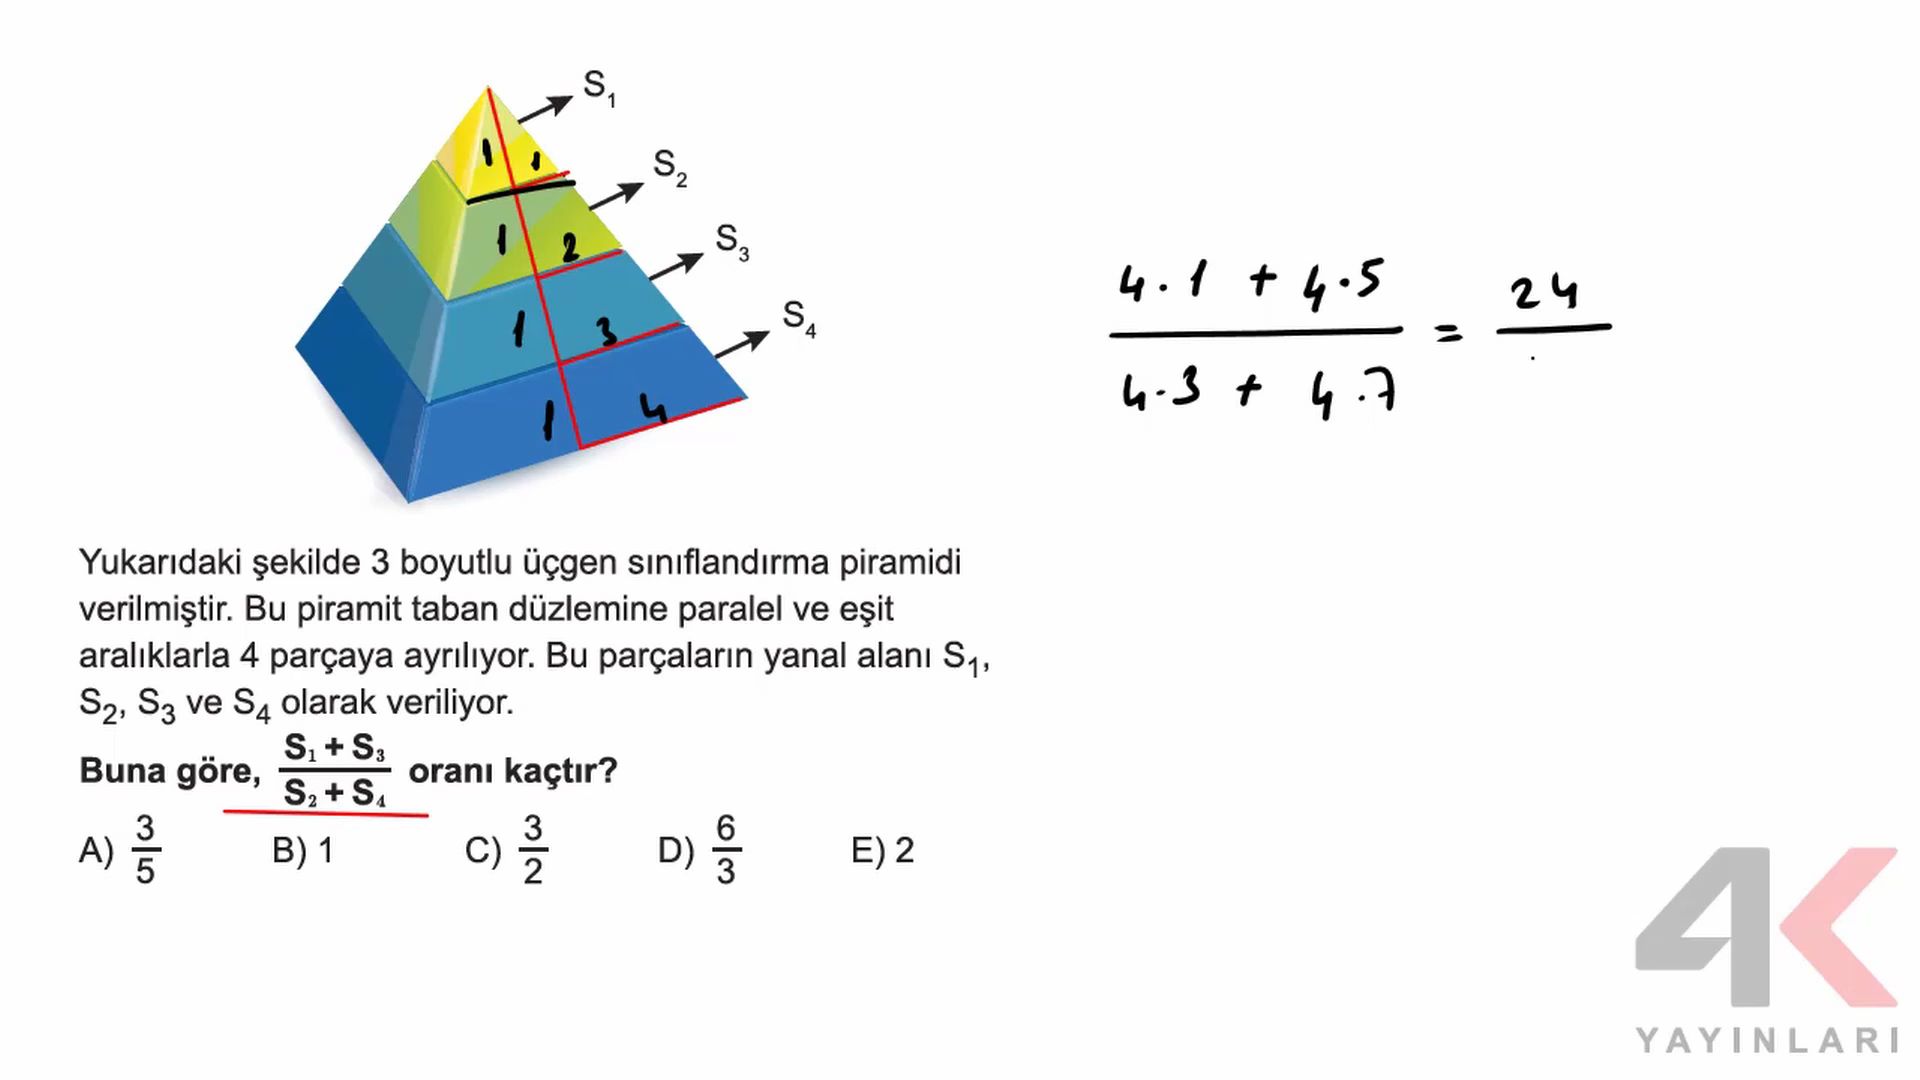 S₁
S₂
S₃
S₄
1 1
1 2
1 3
1 4
4.1 + 4.5 = 24
4.3 + 4.7
Yukarıdaki şekilde 3 boyutlu üçgen sınıflandırma piramidi
verilmiştir. Bu piramit taban düzlemine paralel ve eşit
aralıklarla 4 parçaya ayrılıyor. Bu parçaların yanal alanı S₁,
S₂, S₃ ve S₄ olarak veriliyor.
Buna göre, S₁ + S₃ / S₂ + S₄ oranı kaçtır?
A) 3/5 B) 1 C) 3/2 D) 6/3 E) 2
4K
YAYINLARI